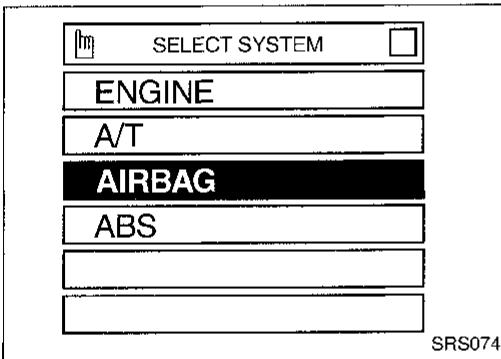 SELECT SYSTEM
ENGINE
A/T
AIRBAG
ABS
SRS074